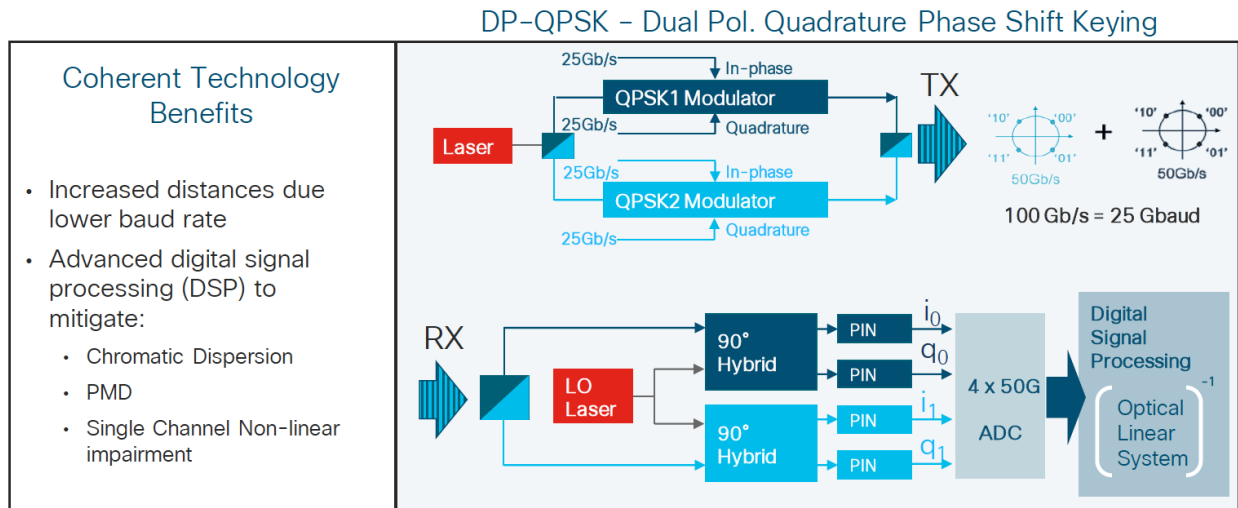 DP-QPSK – Dual Pol. Quadrature Phase Shift Keying
Coherent Technology
Benefits
• Increased distances due
lower baud rate
• Advanced digital signal
processing (DSP) to
mitigate:
• Chromatic Dispersion
• PMD
• Single Channel Non-linear
impairment
25Gb/s
In-phase
QPSK1 Modulator
25Gb/s
Quadrature
Laser
25Gb/s
In-phase
QPSK2 Modulator
25Gb/s
Quadrature
TX
'10' '00'
'11' '01'
50Gb/s
+
'10' '00'
'11' '01'
50Gb/s
100 Gb/s = 25 Gbaud
RX
LO
Laser
90°
Hybrid
90°
Hybrid
PIN
PIN
PIN
PIN
i0
q0
i1
q1
4 x 50G
ADC
Digital
Signal
Processing
-1
Optical
Linear
System